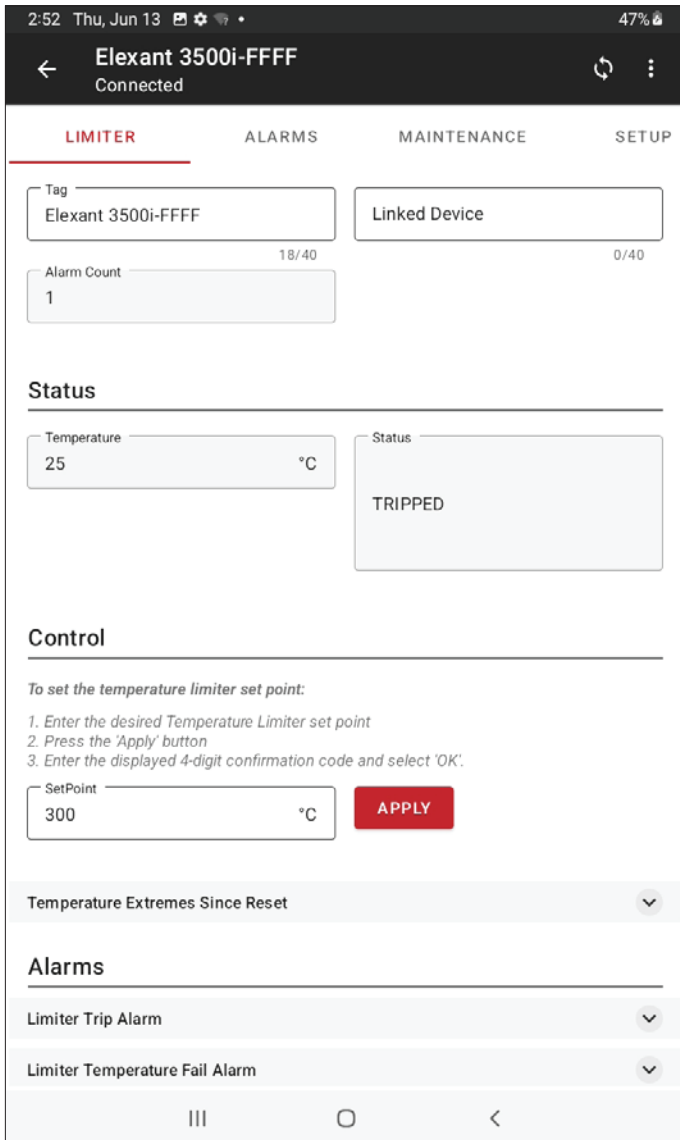 2:52 Thu, Jun 13 47%
Elexant 3500i-FFFF
Connected
LIMITER ALARMS MAINTENANCE SETUP
Tag
Elexant 3500i-FFFF
Linked Device
18/40
0/40
Alarm Count
1
Status
Temperature
25 °C
Status
TRIPPED
Control
To set the temperature limiter set point:
1. Enter the desired Temperature Limiter set point
2. Press the 'Apply' button
3. Enter the displayed 4-digit confirmation code and select 'OK'.
SetPoint
300 °C
APPLY
Temperature Extremes Since Reset
Alarms
Limiter Trip Alarm
Limiter Temperature Fail Alarm